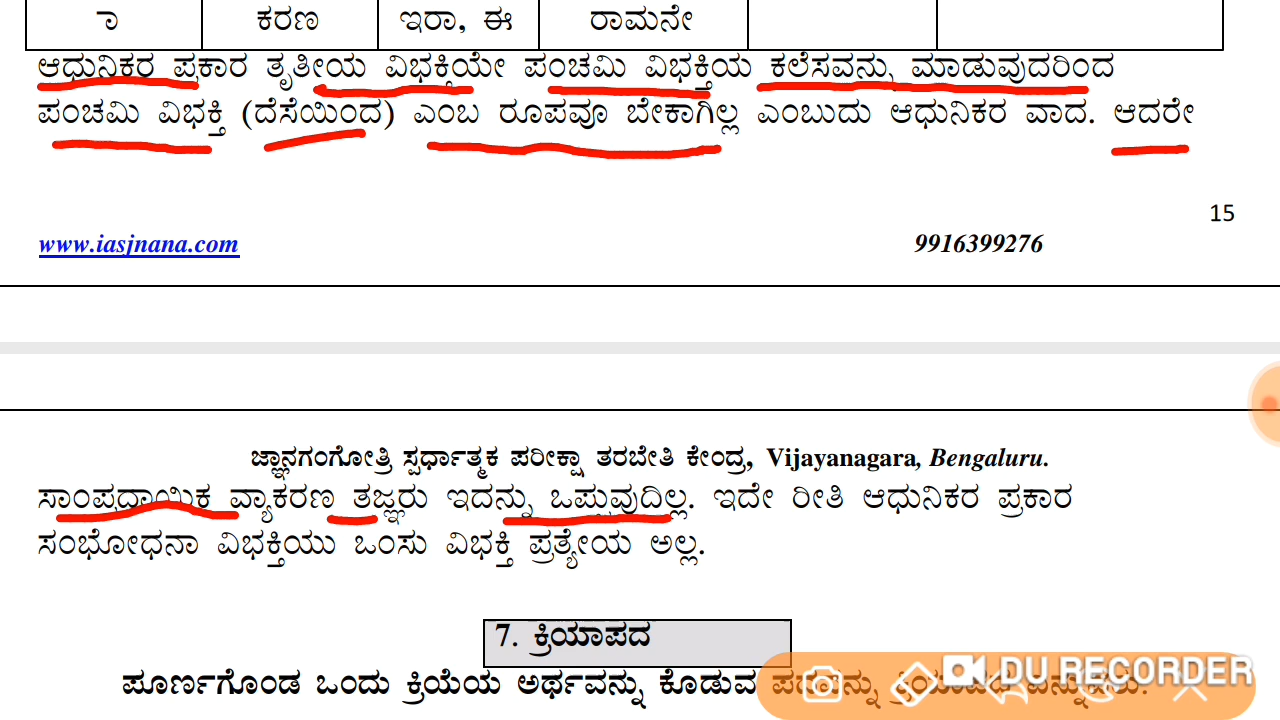 ಾ ಕರಣ ಇರಾ, ಈ ರಾಮನೇ
ಆಧುನಿಕರ ಪ್ರಕಾರ ತೃತೀಯ ವಿಭಕ್ತಿಯೇ ಪಂಚಮಿ ವಿಭಕ್ತಿಯ ಕಲೆಸವನ್ನು ಮಾಡುವುದರಿಂದ
ಪಂಚಮಿ ವಿಭಕ್ತಿ (ದೆಸೆಯಿಂದ) ಎಂಬ ರೂಪವೂ ಬೇಕಾಗಿಲ್ಲ ಎಂಬುದು ಆಧುನಿಕರ ವಾದ. ಆದರೇ
15
www.iasjnana.com 9916399276
ಜ್ಞಾನಗಂಗೋತ್ರಿ ಸ್ಪರ್ಧಾತ್ಮಕ ಪರೀಕ್ಷಾ ತರಬೇತಿ ಕೇಂದ್ರ, Vijayanagara, Bengaluru.
ಸಾಂಪ್ರದಾಯಿಕ ವ್ಯಾಕರಣ ತಜ್ಞರು ಇದನ್ನು ಒಪ್ಪುವುದಿಲ್ಲ. ಇದೇ ರೀತಿ ಆಧುನಿಕರ ಪ್ರಕಾರ
ಸಂಭೋಧನಾ ವಿಭಕ್ತಿಯು ಒಂಸು ವಿಭಕ್ತಿ ಪ್ರತ್ಯೇಯ ಅಲ್ಲ.
7. ಕ್ರಿಯಾಪದ
ಪೂರ್ಣಗೊಂಡ ಒಂದು ಕ್ರಿಯೆಯ ಅರ್ಥವನ್ನು ಕೊಡುವ
DU RECORDER